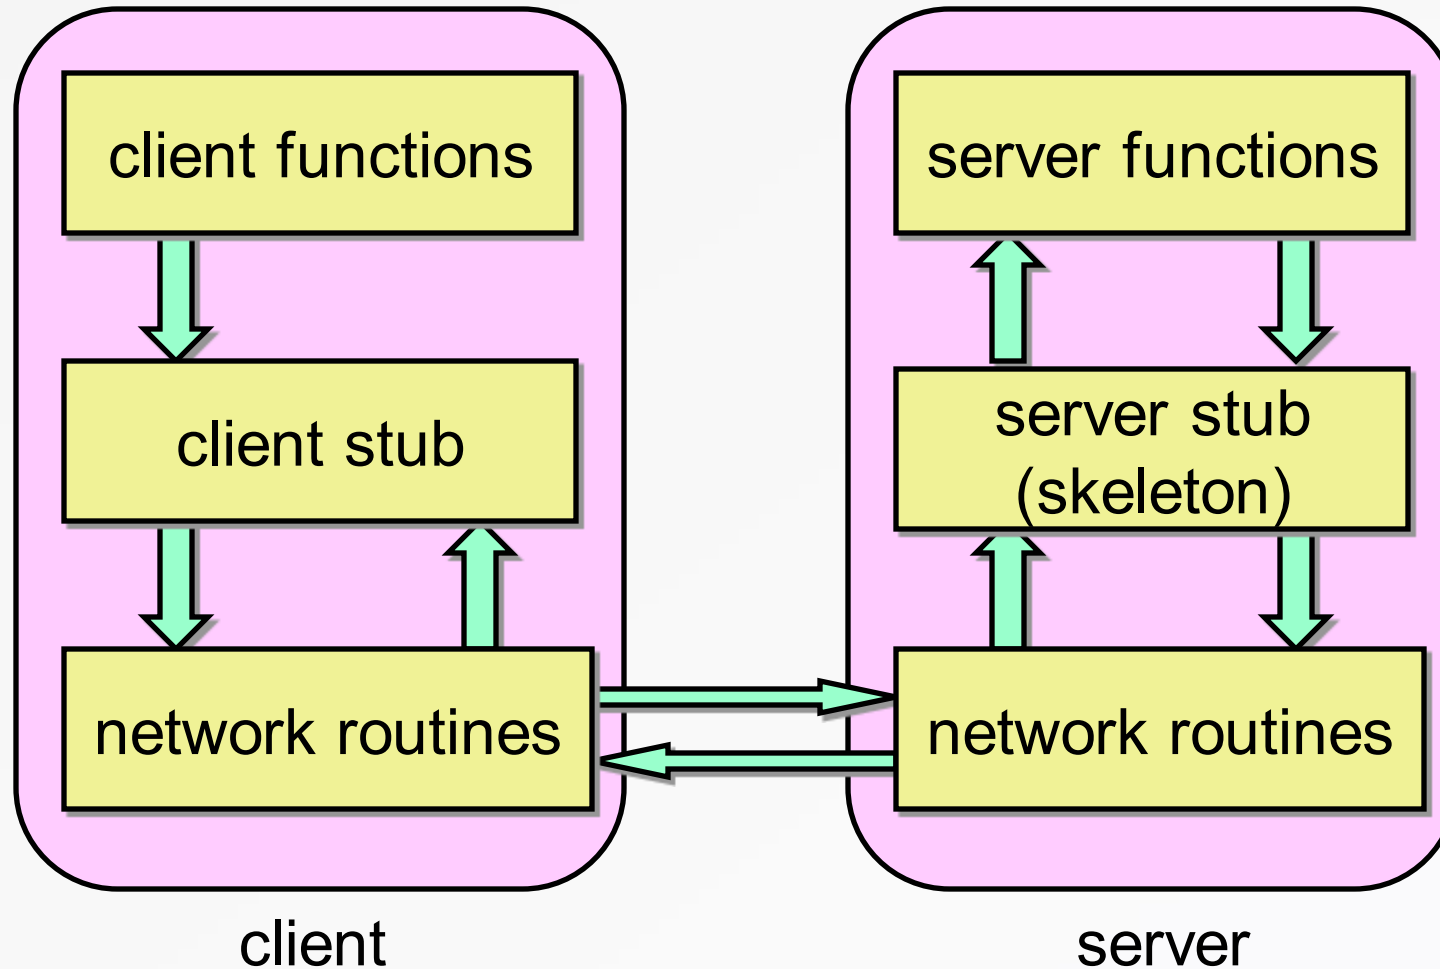 client functions
client stub
network routines
client
server functions
server stub
(skeleton)
network routines
server